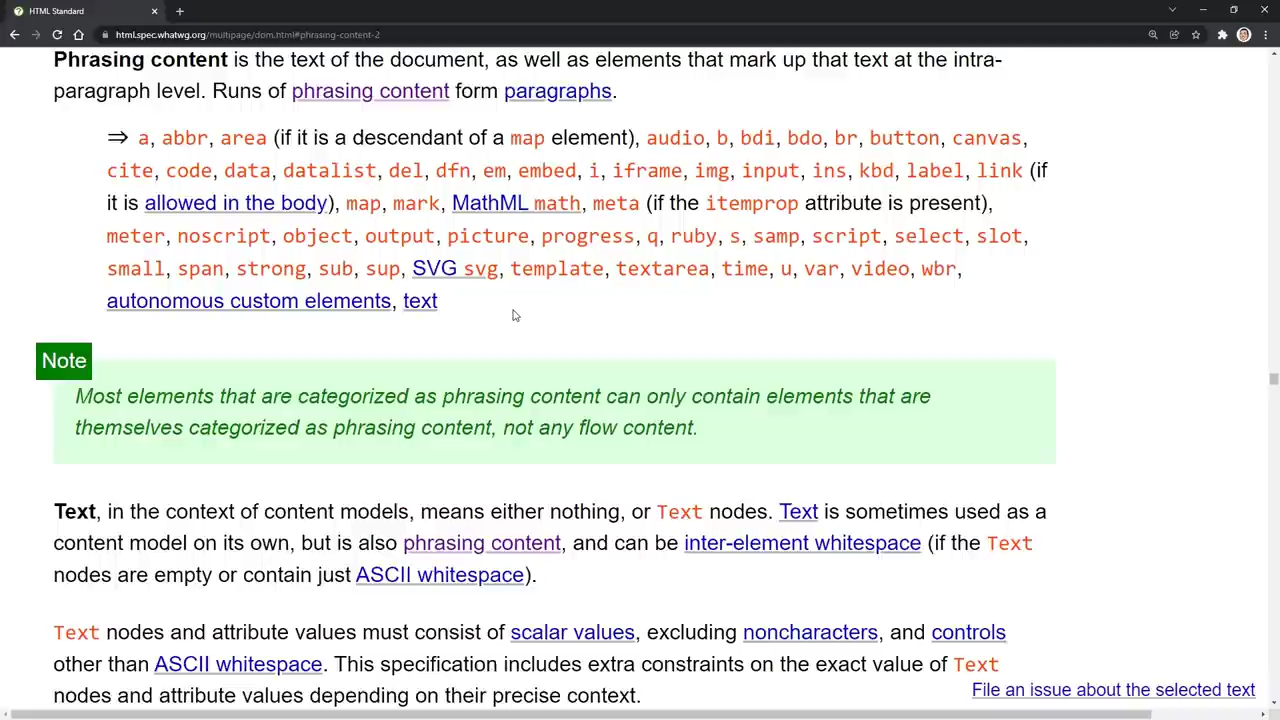 HTML Standard
html.spec.whatwg.org/multipage/dom.html#phrasing-content-2
Phrasing content is the text of the document, as well as elements that mark up that text at the intra-
paragraph level. Runs of phrasing content form paragraphs.
⇒ a, abbr, area (if it is a descendant of a map element), audio, b, bdi, bdo, br, button, canvas,
cite, code, data, datalist, del, dfn, em, embed, i, iframe, img, input, ins, kbd, label, link (if
it is allowed in the body), map, mark, MathML math, meta (if the itemprop attribute is present),
meter, noscript, object, output, picture, progress, q, ruby, s, samp, script, select, slot,
small, span, strong, sub, sup, SVG svg, template, textarea, time, u, var, video, wbr,
autonomous custom elements, text
Note
Most elements that are categorized as phrasing content can only contain elements that are
themselves categorized as phrasing content, not any flow content.
Text, in the context of content models, means either nothing, or Text nodes. Text is sometimes used as a
content model on its own, but is also phrasing content, and can be inter-element whitespace (if the Text
nodes are empty or contain just ASCII whitespace).
Text nodes and attribute values must consist of scalar values, excluding noncharacters, and controls
other than ASCII whitespace. This specification includes extra constraints on the exact value of Text
nodes and attribute values depending on their precise context.
File an issue about the selected text